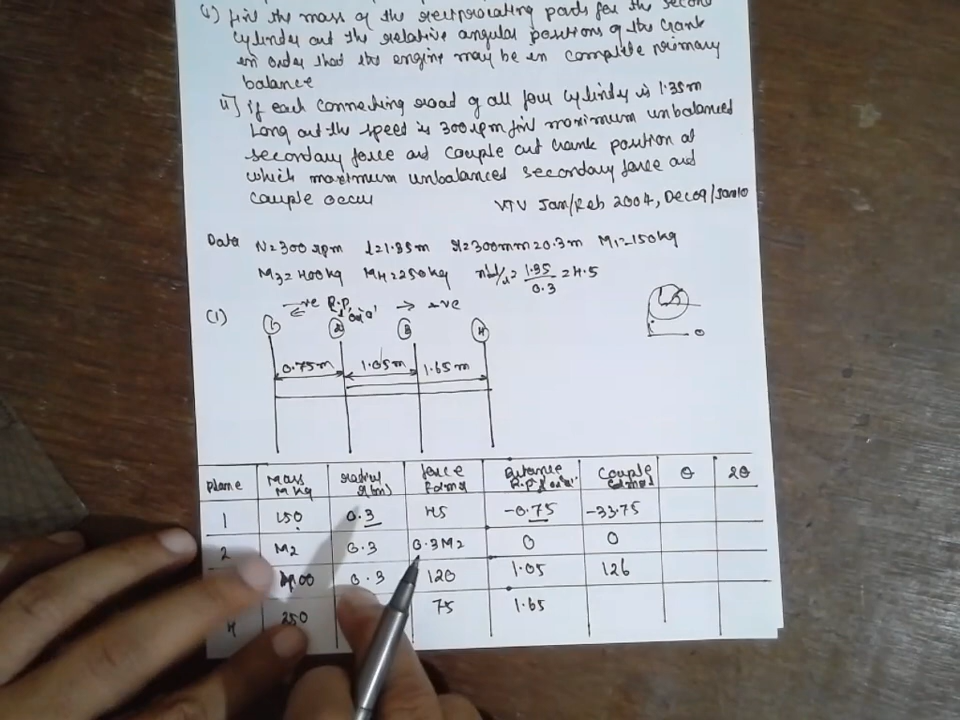 (i) find the mass of the reciprocating parts for the second
cylinder and the relative angular positions of the crank
in order that the engine may be in complete primary
balance
ii] if each connecting road of all four cylinder is 1.35m
Long and the speed is 300rpm find maximum unbalanced
secondary force and couple and crank position at
which maximum unbalanced secondary force and
couple occur
VTU Jan/Feb 2004, Dec09/Jan10
Data N=300rpm l=1.35m r=300mm=0.3m M1=150kg
M3=400kg M4=250kg n=l/r= 1.35/0.3 =4.5
(1) -ve R.P. → +ve
1 2 3 4
0.75m 1.05m 1.65m
θ
Plane Mass M kg radius r(m) force Fαmr Distance R.P. Couple θ 2θ
1 150 0.3 45 -0.75 -33.75
2 M2 0.3 0.3M2 0 0
400 0.3 120 1.05 126
4 250 75 1.65